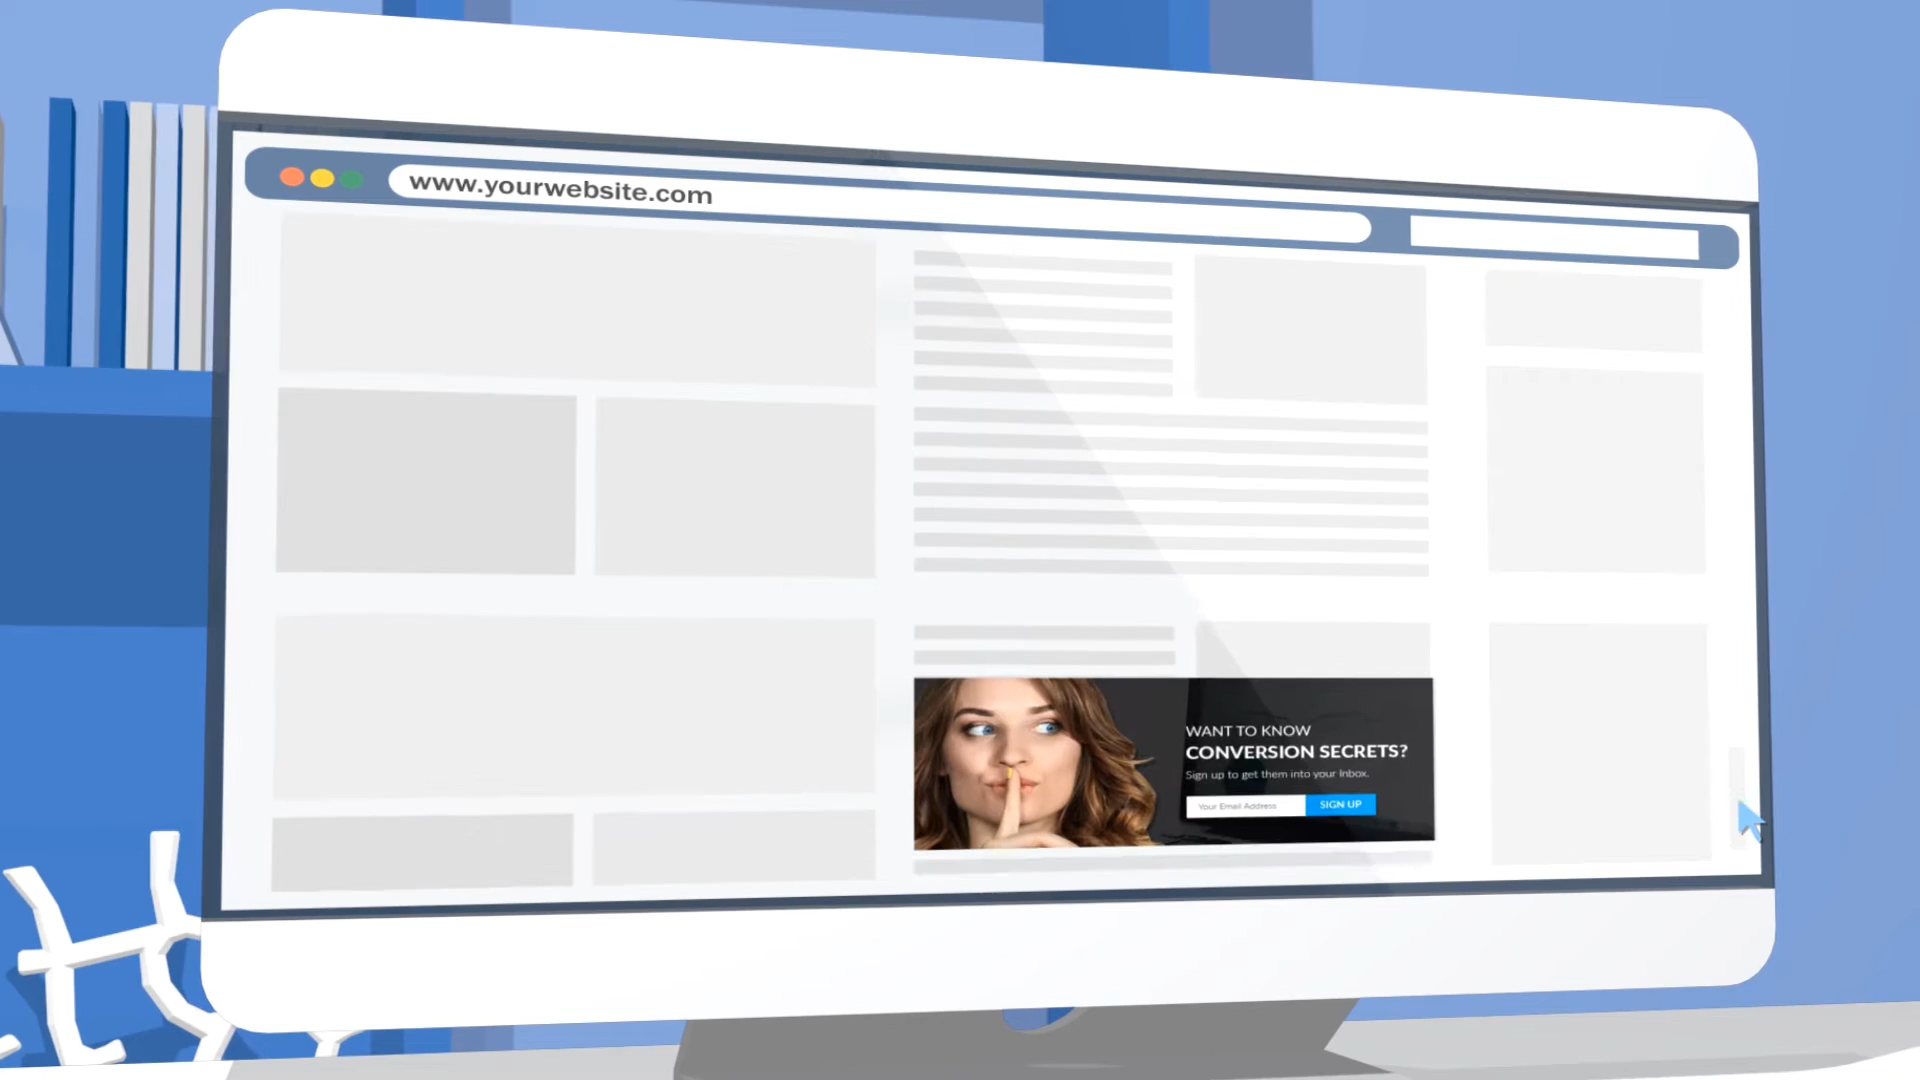 www.yourwebsite.com
WANT TO KNOW
CONVERSION SECRETS?
Sign up to get them into your Inbox.
Your Email Address
SIGN UP